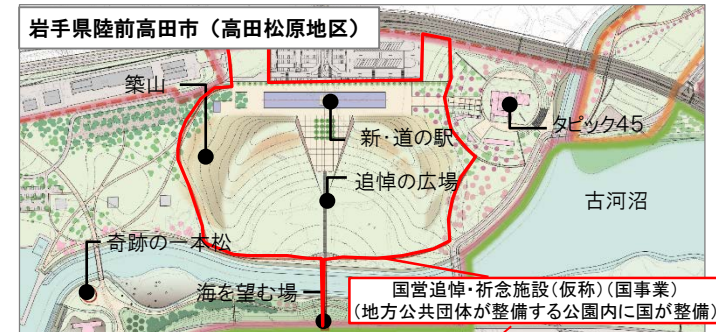 岩手県陸前高田市（高田松原地区）
築山
新・道の駅
タピック45
追悼の広場
古河沼
奇跡の一本松
海を望む場
国営追悼・祈念施設（仮称）（国事業）
（地方公共団体が整備する公園内に国が整備）